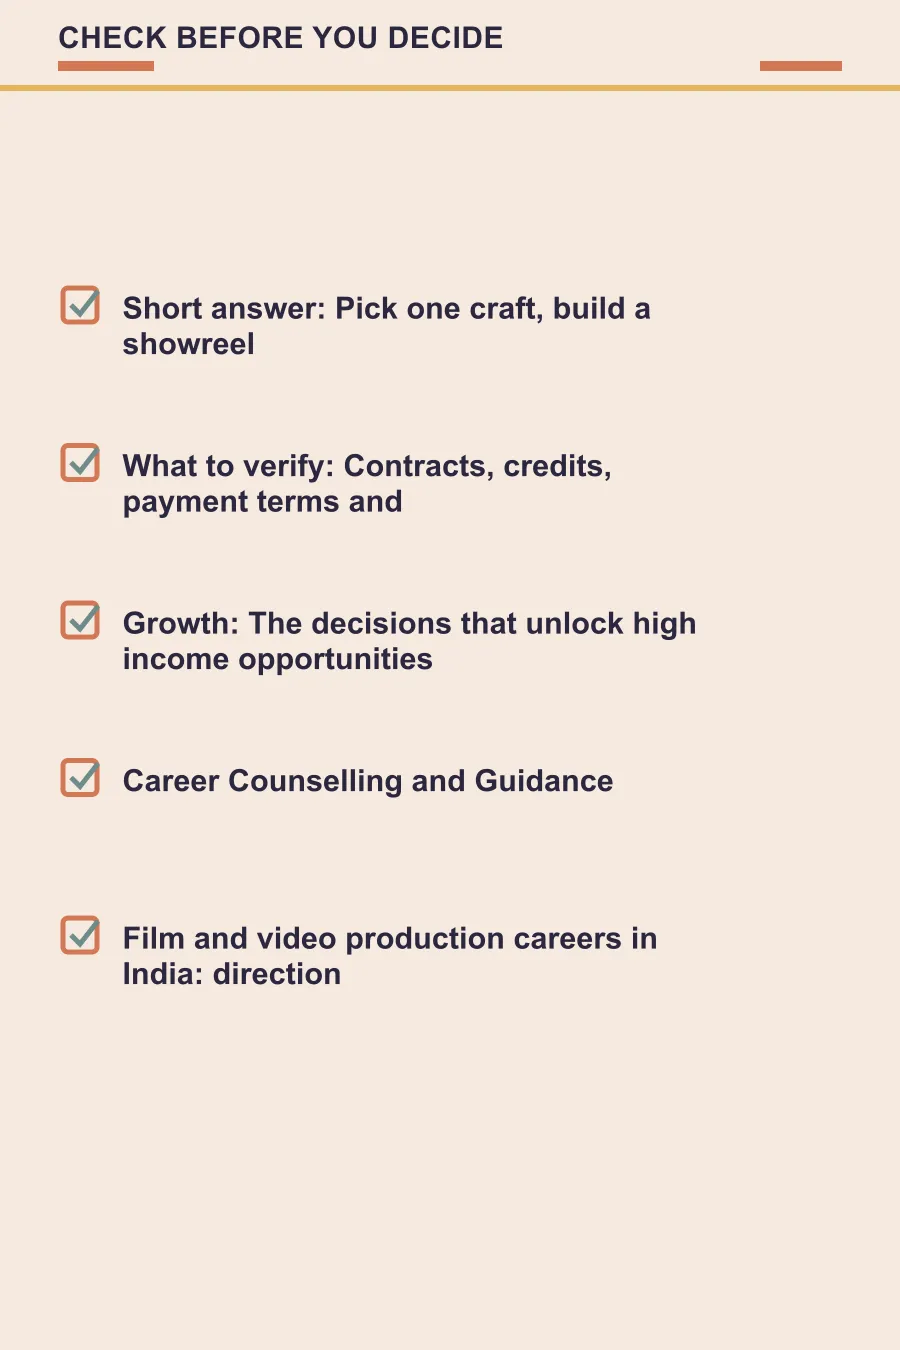 CHECK BEFORE YOU DECIDE
Short answer: Pick one craft, build a
showreel
What to verify: Contracts, credits,
payment terms and
Growth: The decisions that unlock high
income opportunities
Career Counselling and Guidance
Film and video production careers in
India: direction